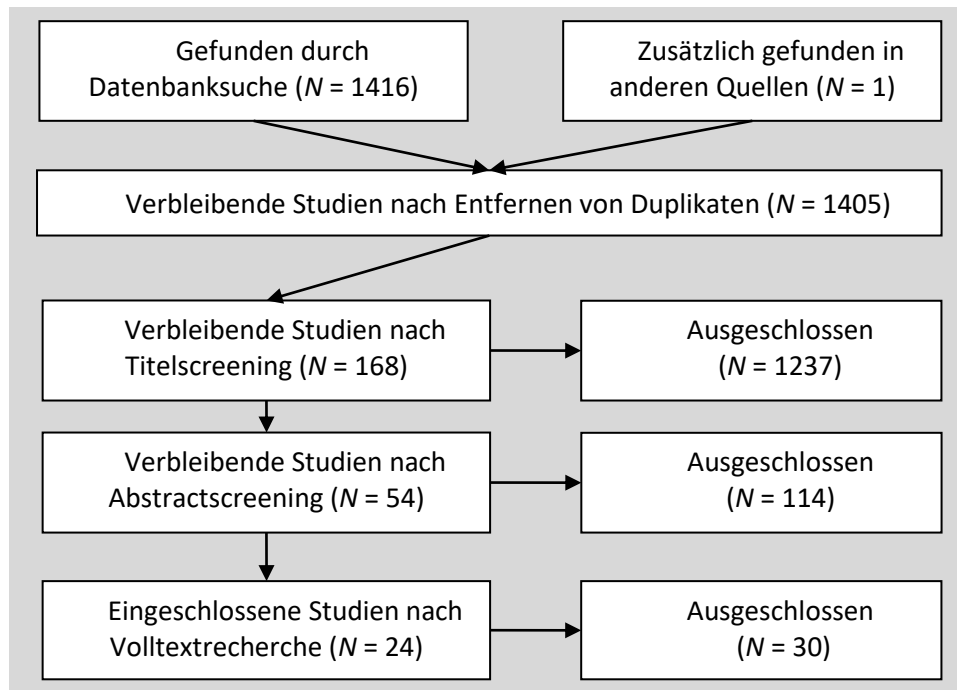 Gefunden durch
Datenbanksuche (N = 1416)
Zusätzlich gefunden in
anderen Quellen (N = 1)
Verbleibende Studien nach Entfernen von Duplikaten (N = 1405)
Verbleibende Studien nach
Titelscreening (N = 168)
Ausgeschlossen
(N = 1237)
Verbleibende Studien nach
Abstractscreening (N = 54)
Ausgeschlossen
(N = 114)
Eingeschlossene Studien nach
Volltextrecherche (N = 24)
Ausgeschlossen
(N = 30)